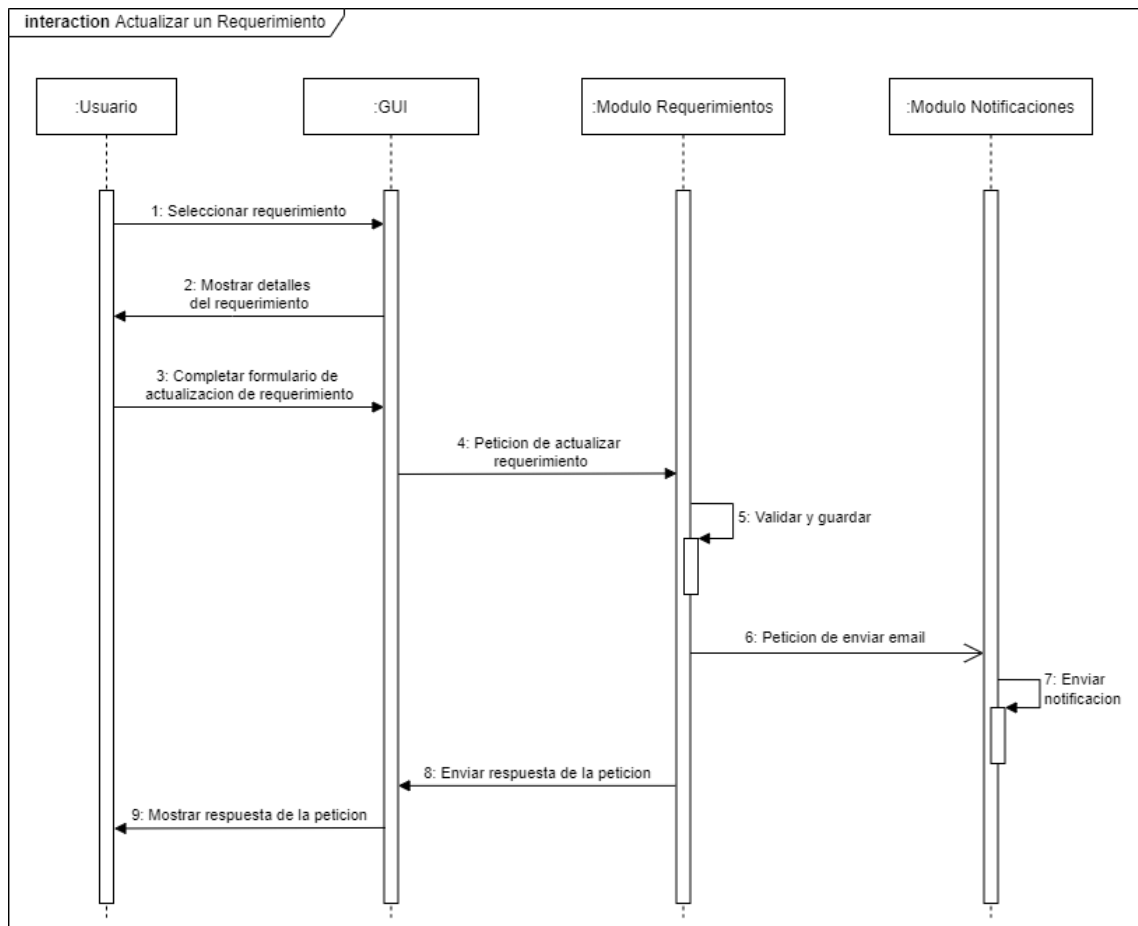 interaction Actualizar un Requerimiento
:Usuario
:GUI
:Modulo Requerimientos
:Modulo Notificaciones
1: Seleccionar requerimiento
2: Mostrar detalles
del requerimiento
3: Completar formulario de
actualizacion de requerimiento
4: Peticion de actualizar
requerimiento
5: Validar y guardar
6: Peticion de enviar email
7: Enviar
notificacion
8: Enviar respuesta de la peticion
9: Mostrar respuesta de la peticion